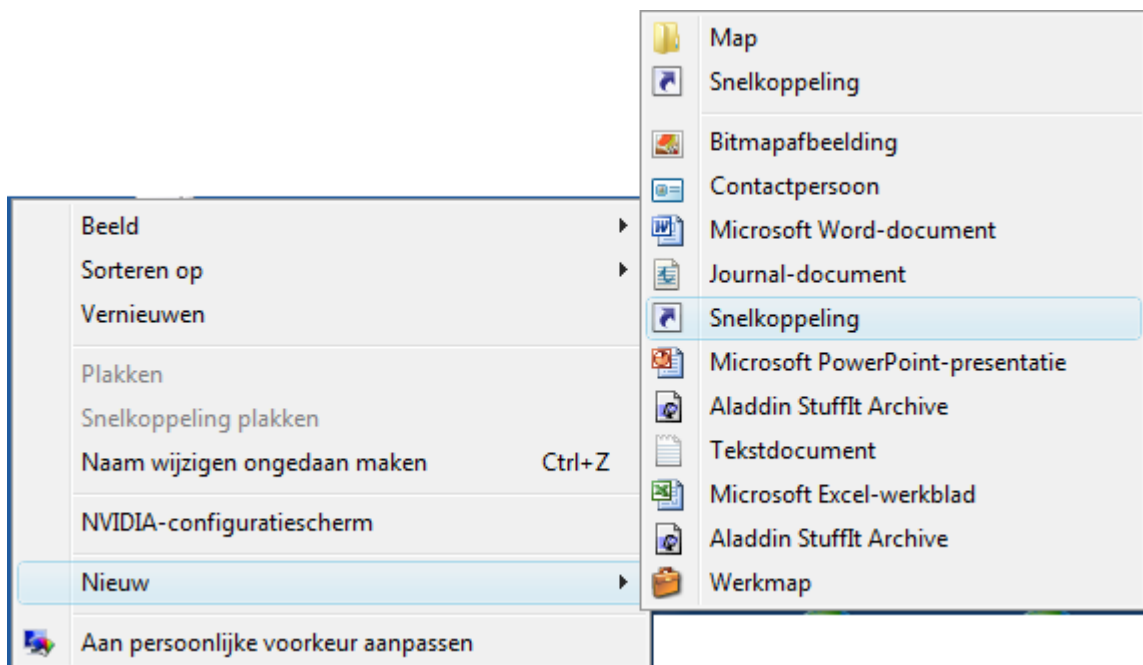 Beeld
Sorteren op
Vernieuwen
Plakken
Snelkoppeling plakken
Naam wijzigen ongedaan maken Ctrl+Z
NVIDIA-configuratiescherm
Nieuw
Aan persoonlijke voorkeur aanpassen
Map
Snelkoppeling
Bitmapafbeelding
Contactpersoon
Microsoft Word-document
Journal-document
Snelkoppeling
Microsoft PowerPoint-presentatie
Aladdin StuffIt Archive
Tekstdocument
Microsoft Excel-werkblad
Aladdin StuffIt Archive
Werkmap